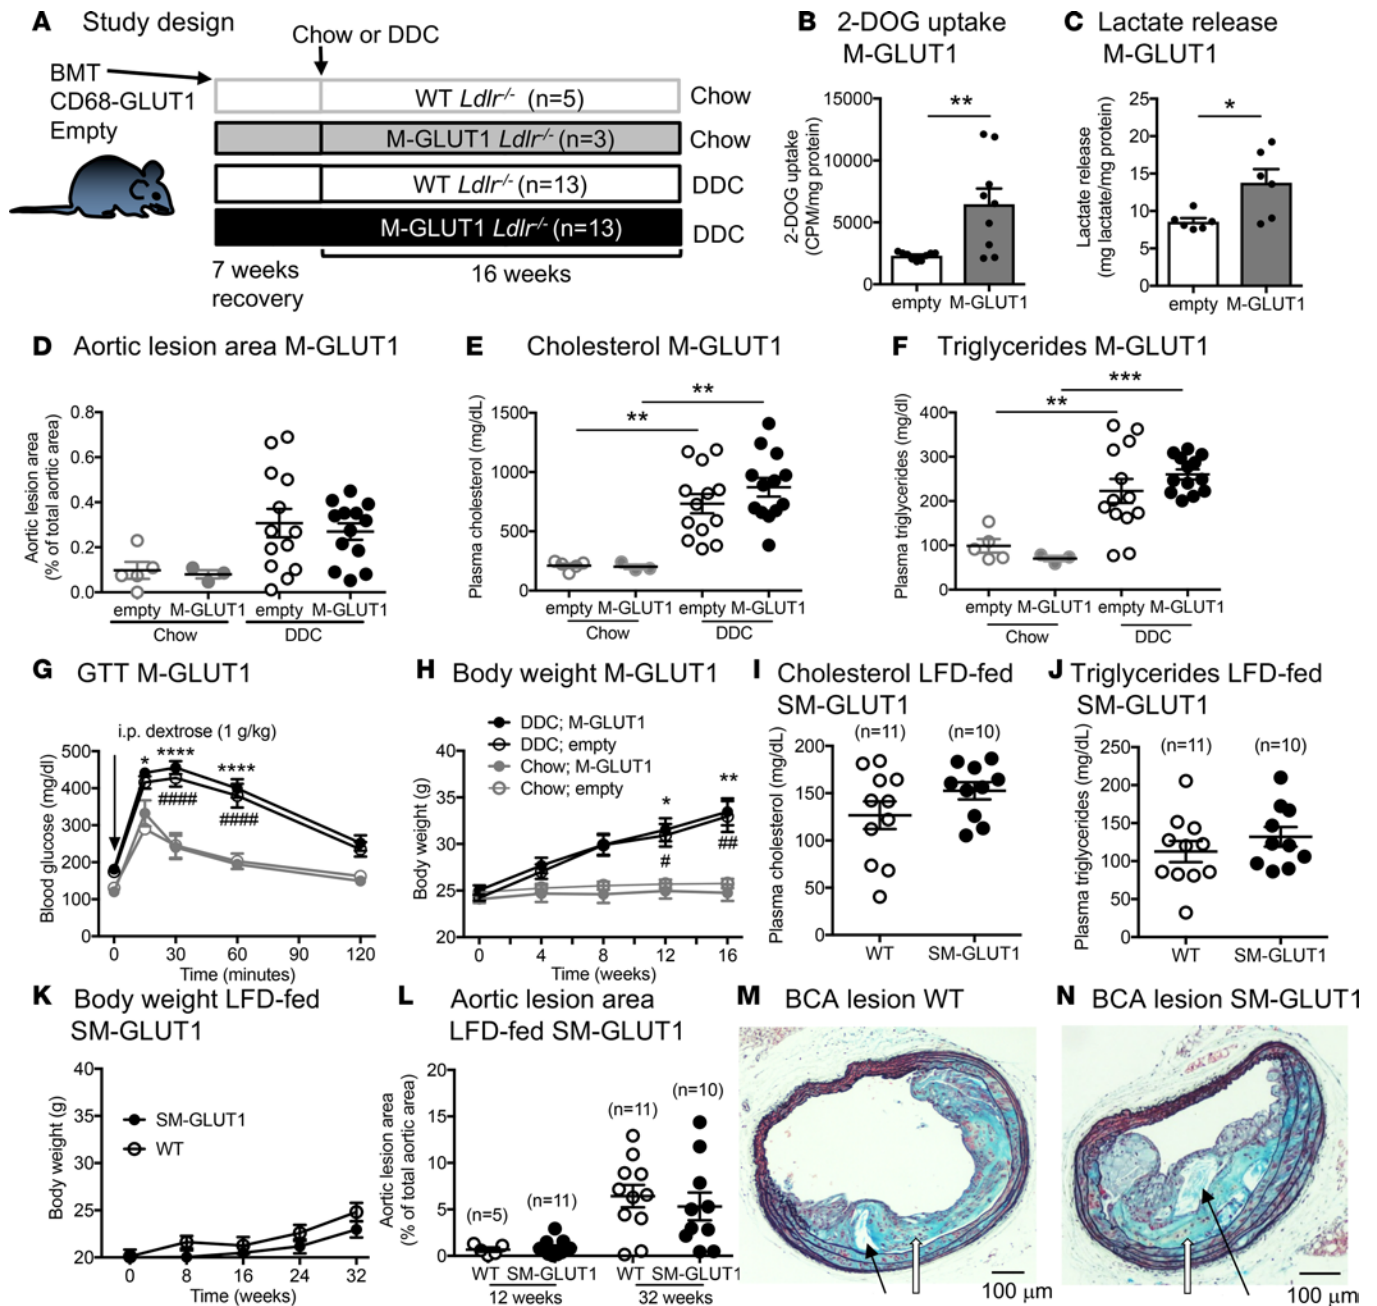 A Study design
Chow or DDC
BMT
CD68-GLUT1
Empty
WT Ldlr-/- (n=5) Chow
M-GLUT1 Ldlr-/- (n=3) Chow
WT Ldlr-/- (n=13) DDC
M-GLUT1 Ldlr-/- (n=13) DDC
7 weeks
recovery
16 weeks
B 2-DOG uptake
M-GLUT1
2-DOG uptake
(CPM/mg protein)
15000
10000
5000
0
**
empty M-GLUT1
C Lactate release
M-GLUT1
Lactate release
(mg lactate/mg protein)
25
20
15
10
5
0
*
empty M-GLUT1
D Aortic lesion area M-GLUT1
Aortic lesion area
(% of total aortic area)
0.8
0.6
0.4
0.2
0.0
empty M-GLUT1 empty M-GLUT1
Chow DDC
E Cholesterol M-GLUT1
Plasma cholesterol (mg/dL)
1500
1000
500
0
**
**
empty M-GLUT1 empty M-GLUT1
Chow DDC
F Triglycerides M-GLUT1
Plasma triglycerides (mg/dl)
400
300
200
100
0
***
**
empty M-GLUT1 empty M-GLUT1
Chow DDC
G GTT M-GLUT1
i.p. dextrose (1 g/kg)
Blood glucose (mg/dl)
500
400
300
200
100
0
* **** ****
#### ####
0 30 60 90 120
Time (minutes)
H Body weight M-GLUT1
DDC; M-GLUT1
DDC; empty
Chow; M-GLUT1
Chow; empty
Body weight (g)
40
35
30
25
20
* **
# ##
0 4 8 12 16
Time (weeks)
I Cholesterol LFD-fed
SM-GLUT1
(n=11) (n=10)
Plasma cholesterol (mg/dL)
200
150
100
50
0
WT SM-GLUT1
J Triglycerides LFD-fed
SM-GLUT1
(n=11) (n=10)
Plasma triglycerides (mg/dL)
250
200
150
100
50
0
WT SM-GLUT1
K Body weight LFD-fed
SM-GLUT1
Body weight (g)
40
35
30
25
20
SM-GLUT1
WT
0 8 16 24 32
Time (weeks)
L Aortic lesion area
LFD-fed SM-GLUT1
Aortic lesion area
(% of total aortic area)
20
15
10
5
0
(n=5) (n=11) (n=11) (n=10)
WT SM-GLUT1 WT SM-GLUT1
12 weeks 32 weeks
M BCA lesion WT
100 μm
N BCA lesion SM-GLUT1
100 μm